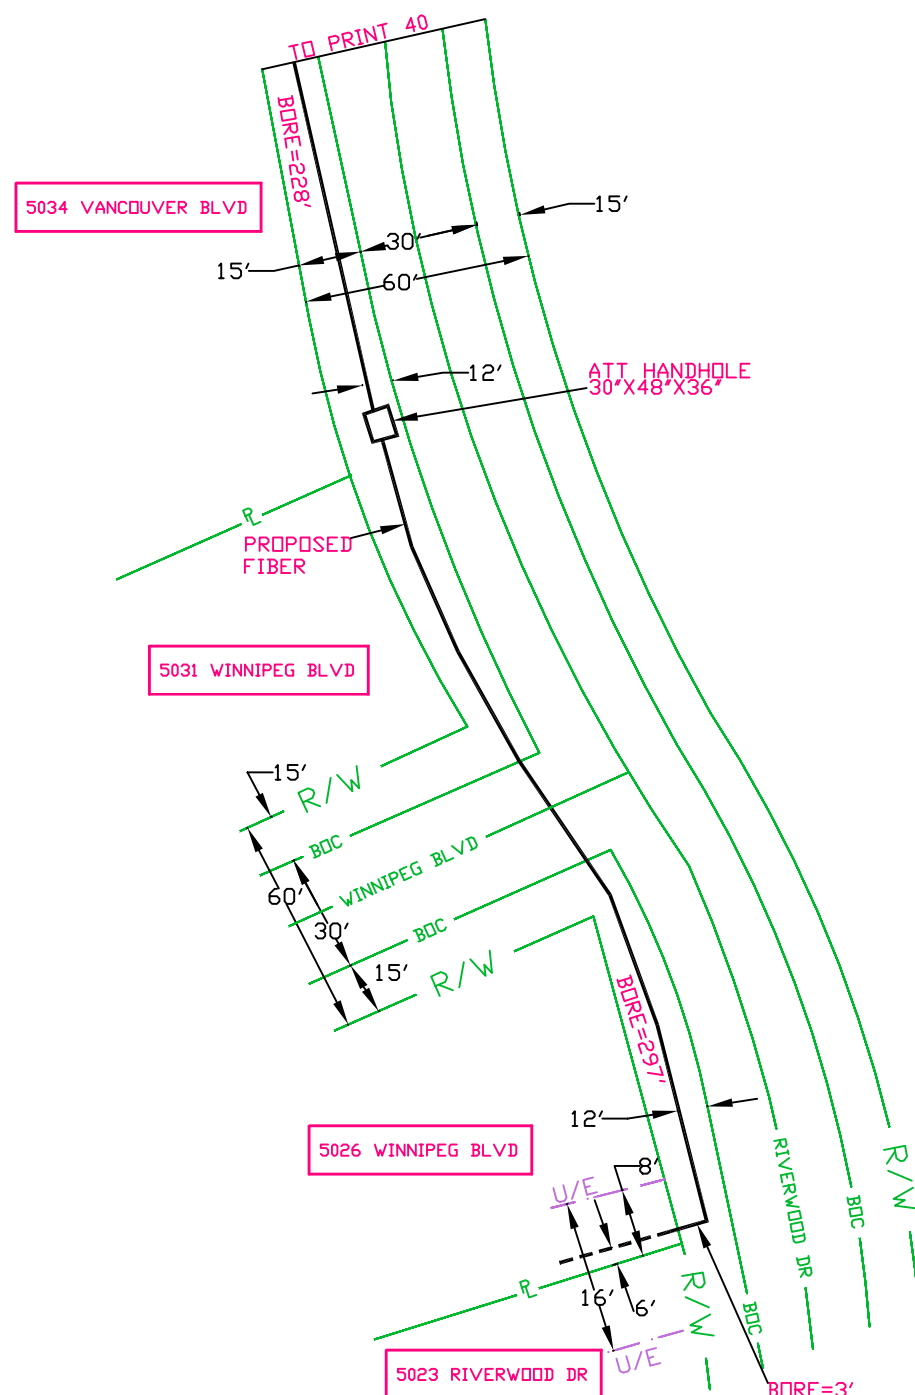 TO PRINT 40
BORE=228'
5034 VANCOUVER BLVD
15'
30'
15'
60'
12'
ATT HANDHOLE
30"X48"X36"
℄
PROPOSED
FIBER
5031 WINNIPEG BLVD
15'
R/W
BOC
WINNIPEG BLVD
60'
30'
BOC
15'
R/W
BORE=297'
12'
5026 WINNIPEG BLVD
8'
U/E
R/W
RIVERWOOD DR
BOC
℄
16'
6'
R/W
BOC
U/E
5023 RIVERWOOD DR
BORE=3'